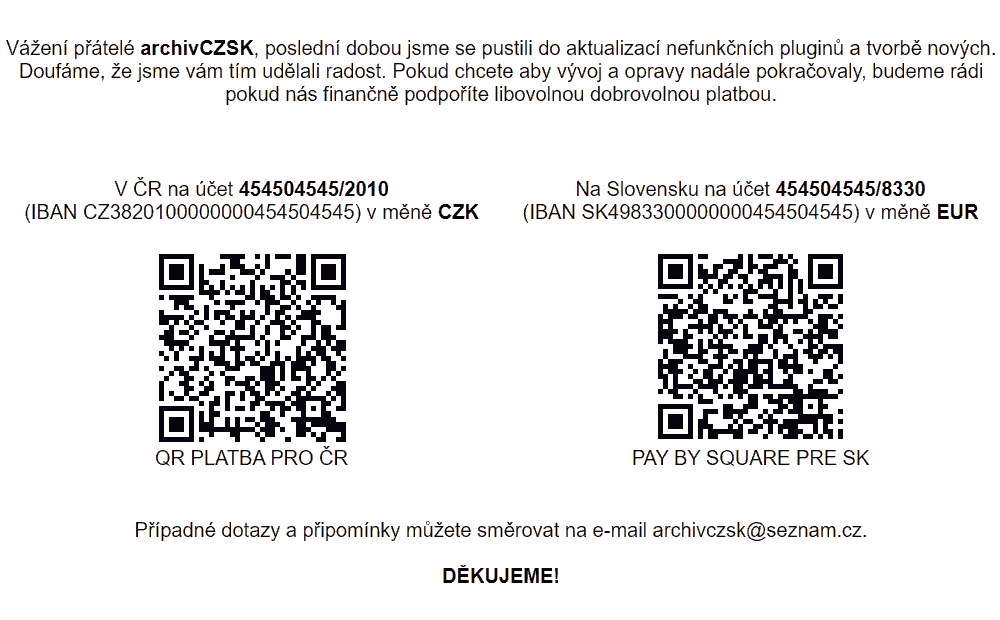 Vážení přátelé archivCZSK, poslední dobou jsme se pustili do aktualizací nefunkčních pluginů a tvorbě nových.
Doufáme, že jsme vám tím udělali radost. Pokud chcete aby vývoj a opravy nadále pokračovaly, budeme rádi
pokud nás finančně podpoříte libovolnou dobrovolnou platbou.
V ČR na účet 454504545/2010
(IBAN CZ3820100000000454504545) v měně CZK
Na Slovensku na účet 454504545/8330
(IBAN SK4983300000000454504545) v měně EUR
QR PLATBA PRO ČR
PAY BY SQUARE PRE SK
Případné dotazy a připomínky můžete směrovat na e-mail archivczsk@seznam.cz.
DĚKUJEME!